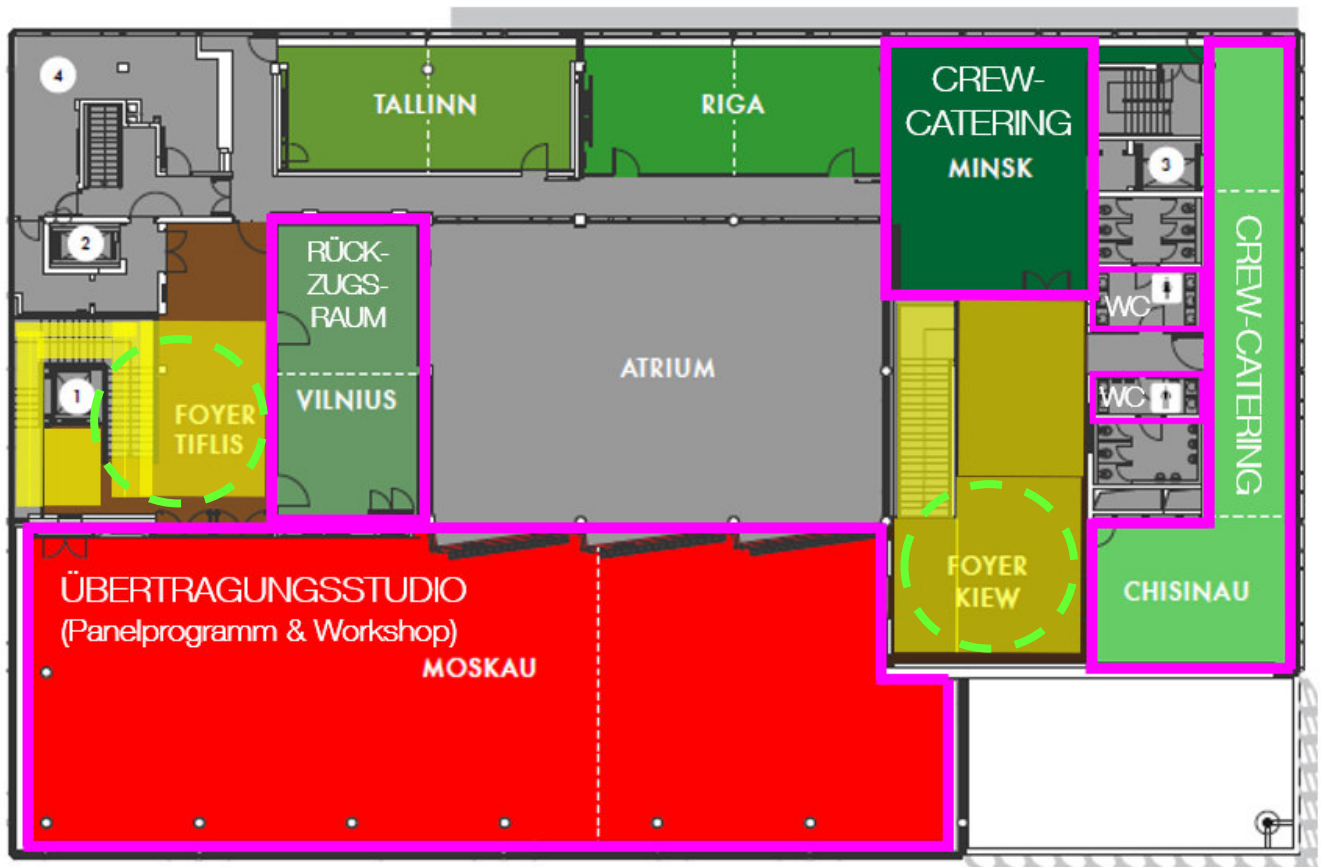 4
TALLINN
RIGA
CREW-
CATERING
MINSK
3
2
RÜCK-
ZUGS-
RAUM
VILNIUS
ATRIUM
WC
WC
CREW-CATERING
1
FOYER
TIFLIS
FOYER
KIEW
CHISINAU
ÜBERTRAGUNGSSTUDIO
(Panelprogramm & Workshop)
MOSKAU